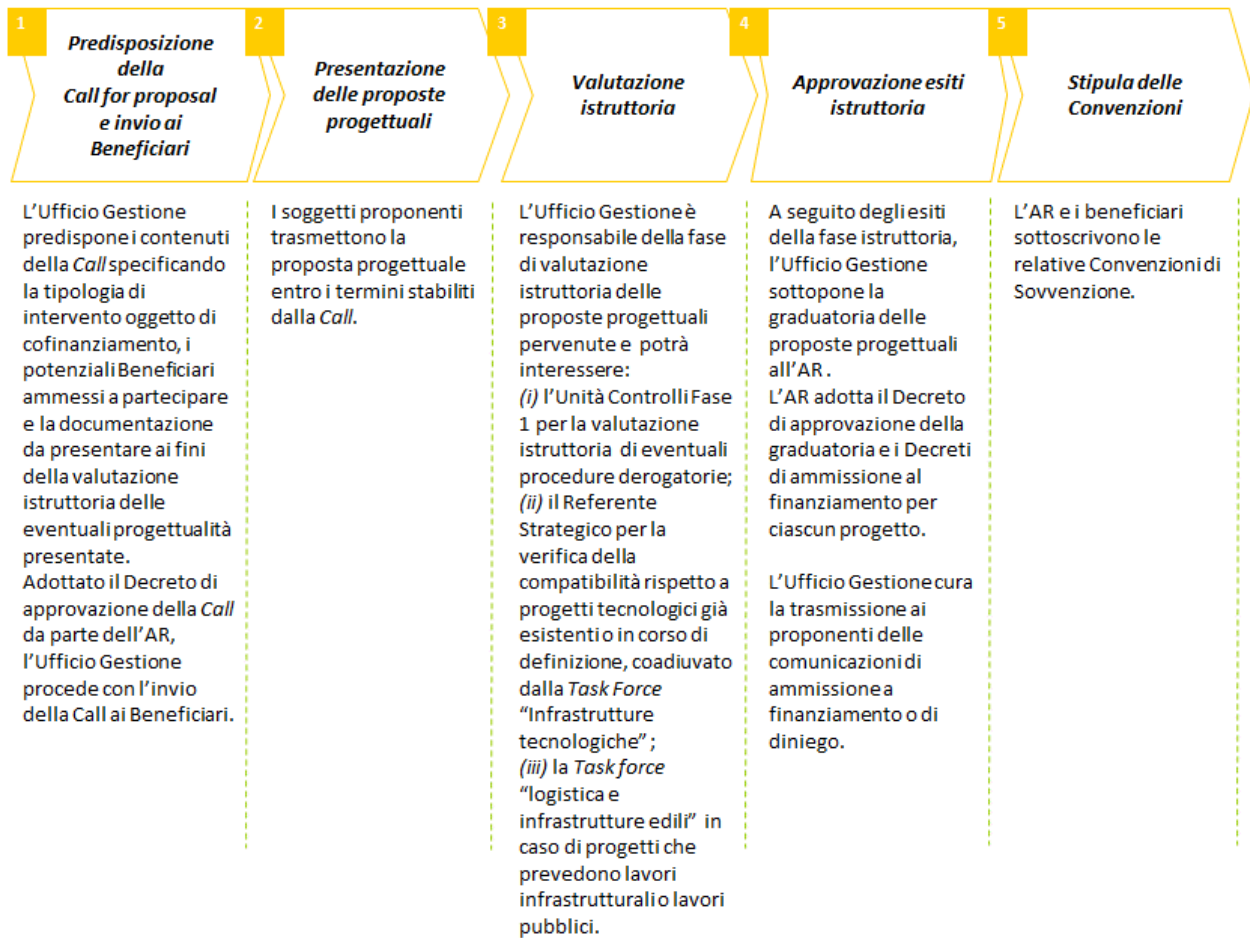 1
Predisposizione
della
Call for proposal
e invio ai
Beneficiari
2
Presentazione
delle proposte
progettuali
3
Valutazione
istruttoria
4
Approvazione esiti
istruttoria
5
Stipula delle
Convenzioni
L’Ufficio Gestione
predispone i contenuti
della Call specificando
la tipologia di
intervento oggetto di
cofinanziamento, i
potenziali Beneficiari
ammessi a partecipare
e la documentazione
da presentare ai fini
della valutazione
istruttoria delle
eventuali progettualità
presentate.
Adottato il Decreto di
approvazione della Call
da parte dell’AR,
l’Ufficio Gestione
procede con l’invio
della Call ai Beneficiari.
I soggetti proponenti
trasmettono la
proposta progettuale
entro i termini stabiliti
dalla Call.
L’Ufficio Gestione è
responsabile della fase
di valutazione
istruttoria delle
proposte progettuali
pervenute e potrà
interessere:
(i) l’Unità Controlli Fase
1 per la valutazione
istruttoria di eventuali
procedure derogatorie;
(ii) il Referente
Strategico per la
verifica della
compatibilità rispetto a
progetti tecnologici già
esistenti o in corso di
definizione, coadiuvato
dalla Task Force
“Infrastrutture
tecnologiche” ;
(iii) la Task force
“logistica e
infrastrutture edili” in
caso di progetti che
prevedono lavori
infrastrutturali o lavori
pubblici.
A seguito degli esiti
della fase istruttoria,
l’Ufficio Gestione
sottopone la
graduatoria delle
proposte progettuali
all’AR .
L’AR adotta il Decreto
di approvazione della
graduatoria e i Decreti
di ammissione al
finanziamento per
ciascun progetto.
L’Ufficio Gestione cura
la trasmissione ai
proponenti delle
comunicazioni di
ammissione a
finanziamento o di
diniego.
L’AR e i beneficiari
sottoscrivono le
relative Convenzioni di
Sovvenzione.